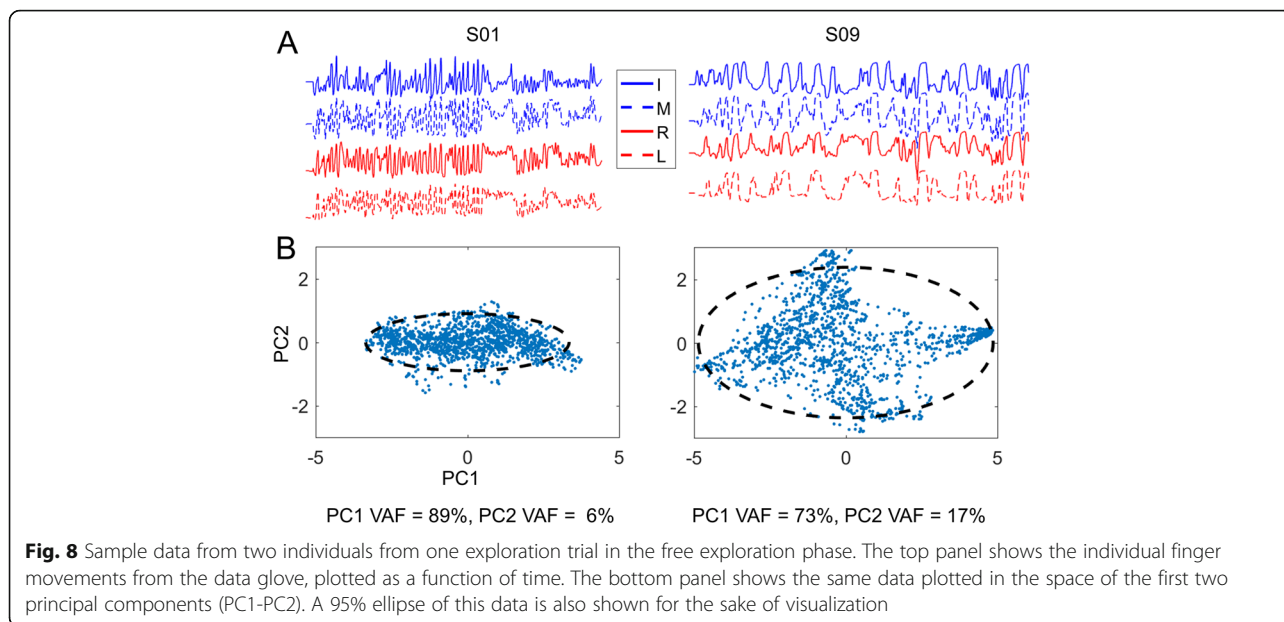 A
S01
S09
I
M
R
L
B
2
0
-2
PC2
-5
0
5
PC1
2
0
-2
-5
0
5
PC1 VAF = 89%, PC2 VAF = 6%
PC1 VAF = 73%, PC2 VAF = 17%
Fig. 8 Sample data from two individuals from one exploration trial in the free exploration phase. The top panel shows the individual finger
movements from the data glove, plotted as a function of time. The bottom panel shows the same data plotted in the space of the first two
principal components (PC1-PC2). A 95% ellipse of this data is also shown for the sake of visualization